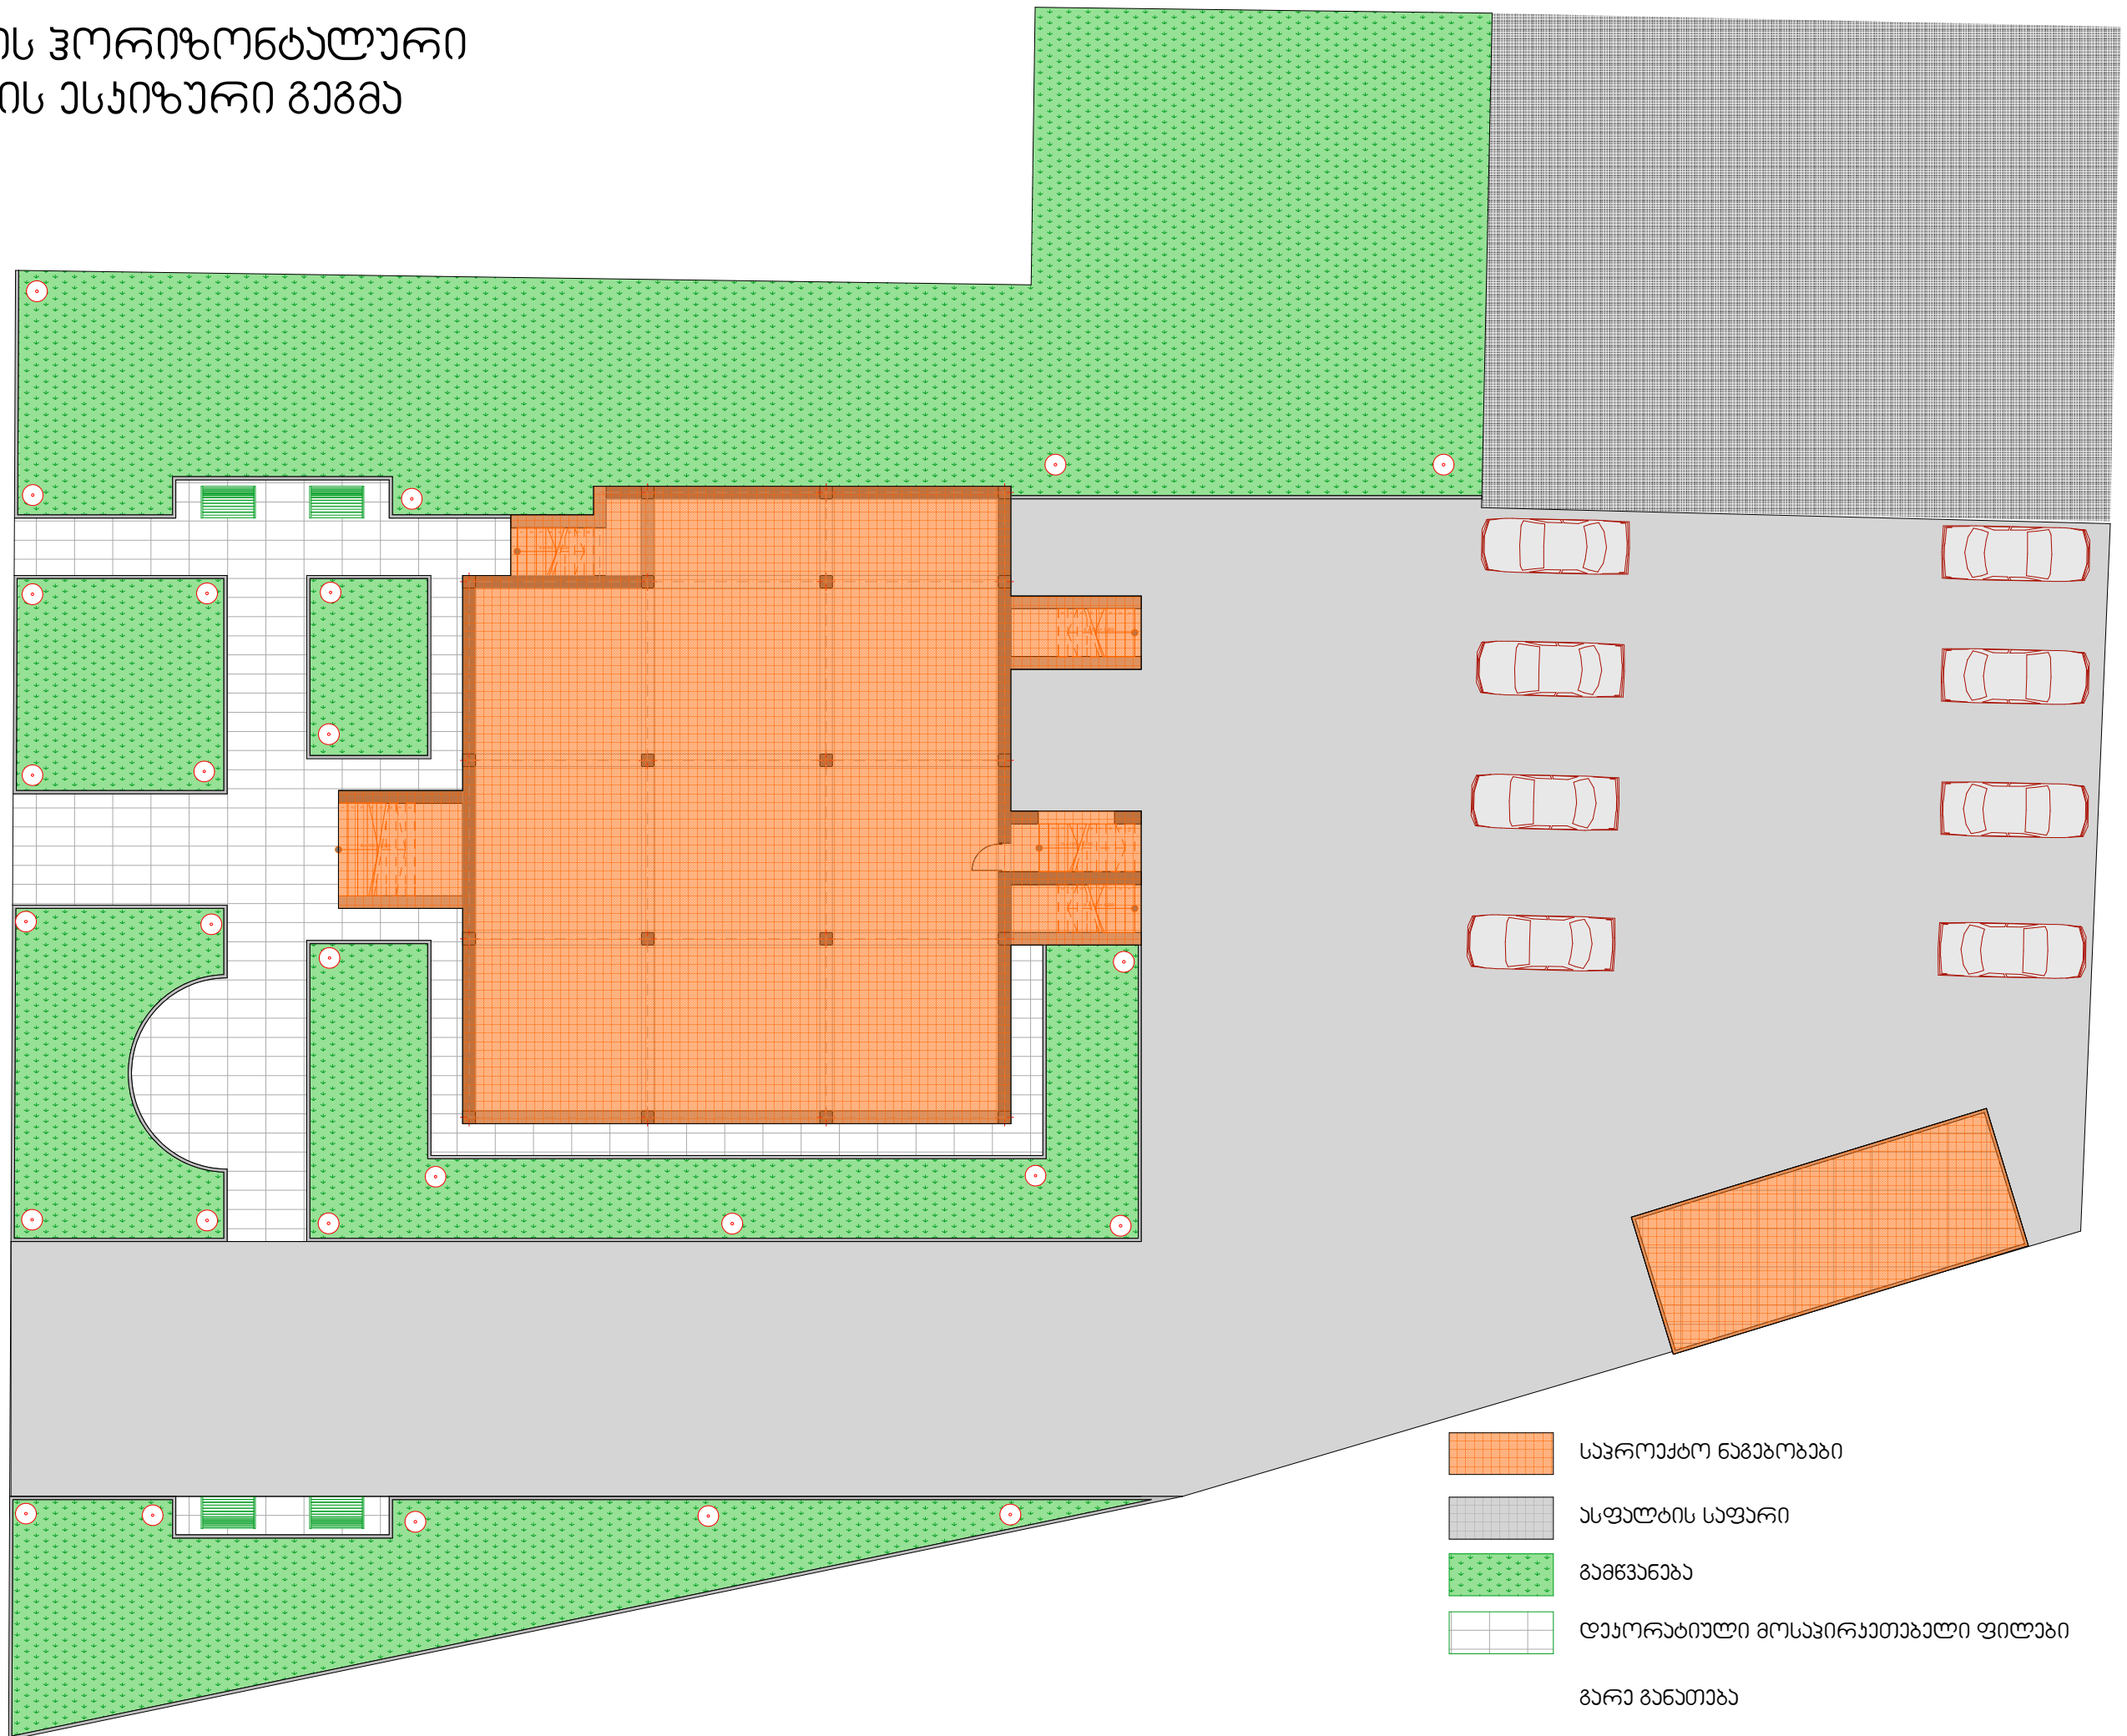 ის ჰორიზონტალური
ის ესკიზური გეგმა
საპროექტო ნაგებობები
ასფალტის საფარი
გამწვანება
დეკორატიული მოსაპირკეთებელი ფილები
გარე განათება